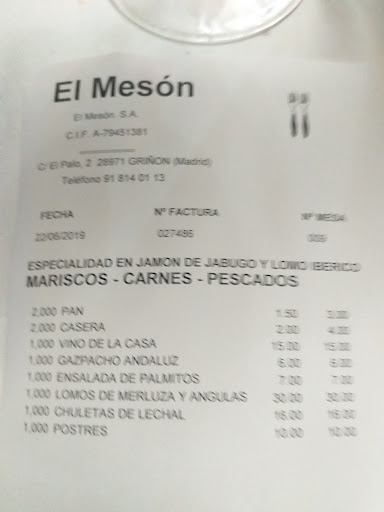 El Mesón
El Mesón, S.A.
C.I.F. A-79451381
C/ El Palo, 2 28971 GRIÑON (Madrid)
Teléfono 91 814 01 13
FECHA Nº FACTURA Nº MESA
22/06/2019 027486
ESPECIALIDAD EN JAMON DE JABUGO Y LOMO IBERICO
MARISCOS - CARNES - PESCADOS
2,000 PAN 1.50 3.00
2,000 CASERA 2.00 4.00
1,000 VINO DE LA CASA 15.00 15.00
1,000 GAZPACHO ANDALUZ 6.00 6.00
1,000 ENSALADA DE PALMITOS 7.00 7.00
1,000 LOMOS DE MERLUZA Y ANGULAS 30.00 30.00
1,000 CHULETAS DE LECHAL 16.00 16.00
1,000 POSTRES 10.00 10.00